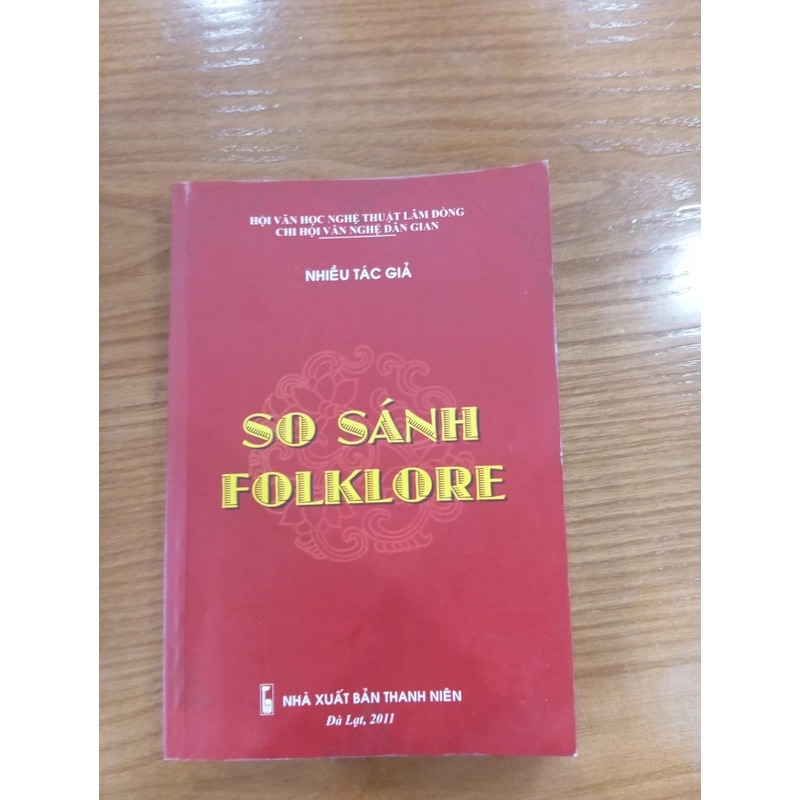 HỘI VĂN HỌC NGHỆ THUẬT LÂM ĐỒNG
CHI HỘI VĂN NGHỆ DÂN GIAN
NHIỀU TÁC GIẢ
SO SÁNH
FOLKLORE
NHÀ XUẤT BẢN THANH NIÊN
Đà Lạt, 2011